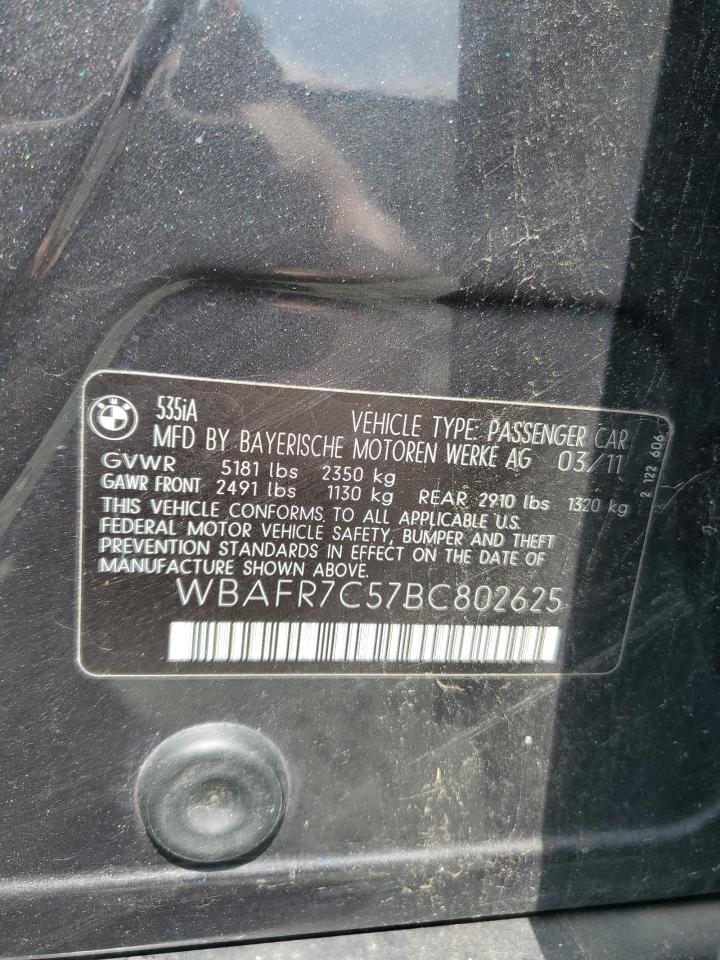 BMW
535iA
VEHICLE TYPE: PASSENGER CAR
MFD BY BAYERISCHE MOTOREN WERKE AG 03/11
GVWR 5181 lbs 2350 kg
GAWR FRONT 2491 lbs 1130 kg REAR 2910 lbs 1320 kg
THIS VEHICLE CONFORMS TO ALL APPLICABLE U.S.
FEDERAL MOTOR VEHICLE SAFETY, BUMPER AND THEFT
PREVENTION STANDARDS IN EFFECT ON THE DATE OF
MANUFACTURE SHOWN ABOVE.
WBAFR7C57BC802625
2 122 606